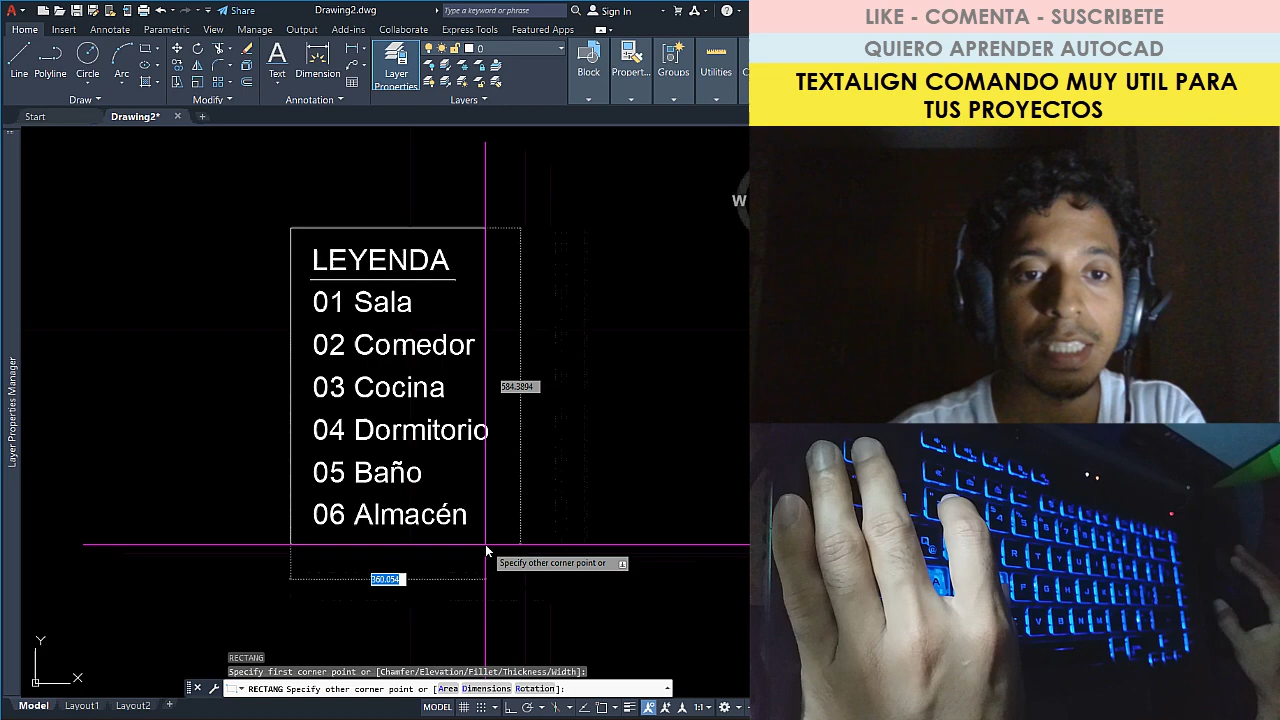 Drawing2.dwg
Share
Type a keyword or phrase
Sign In
Home Insert Annotate Parametric View Manage Output Add-ins Collaborate Express Tools Featured Apps
Line Polyline Circle Arc
Text Dimension
Layer Properties
0
Block Propert... Groups Utilities
Draw Modify Annotation Layers
Start Drawing2*
Layer Properties Manager
W
LEYENDA
01 Sala
02 Comedor
03 Cocina
04 Dormitorio
05 Baño
06 Almacén
584.3894
Specify other corner point or
360.054
Y
X
RECTANG
Specify first corner point or [Chamfer/Elevation/Fillet/Thickness/Width]:
RECTANG Specify other corner point or [Area Dimensions Rotation]:
Model Layout1 Layout2
MODEL
1:1
LIKE - COMENTA - SUSCRIBETE
QUIERO APRENDER AUTOCAD
TEXTALIGN COMANDO MUY UTIL PARA
TUS PROYECTOS